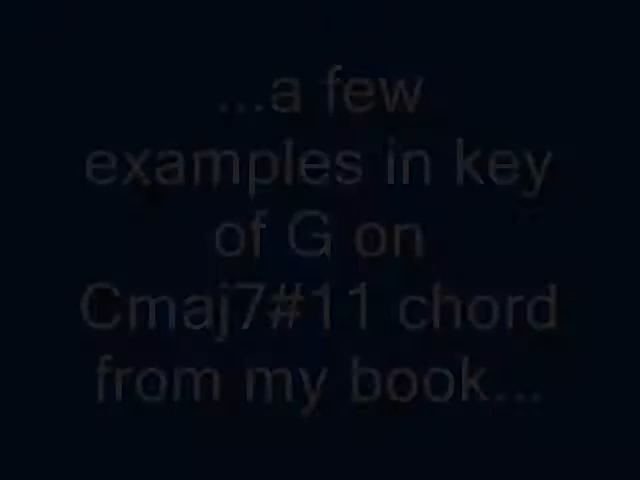 ...a few
examples in key
of G on
Cmaj7#11 chord
from my book...